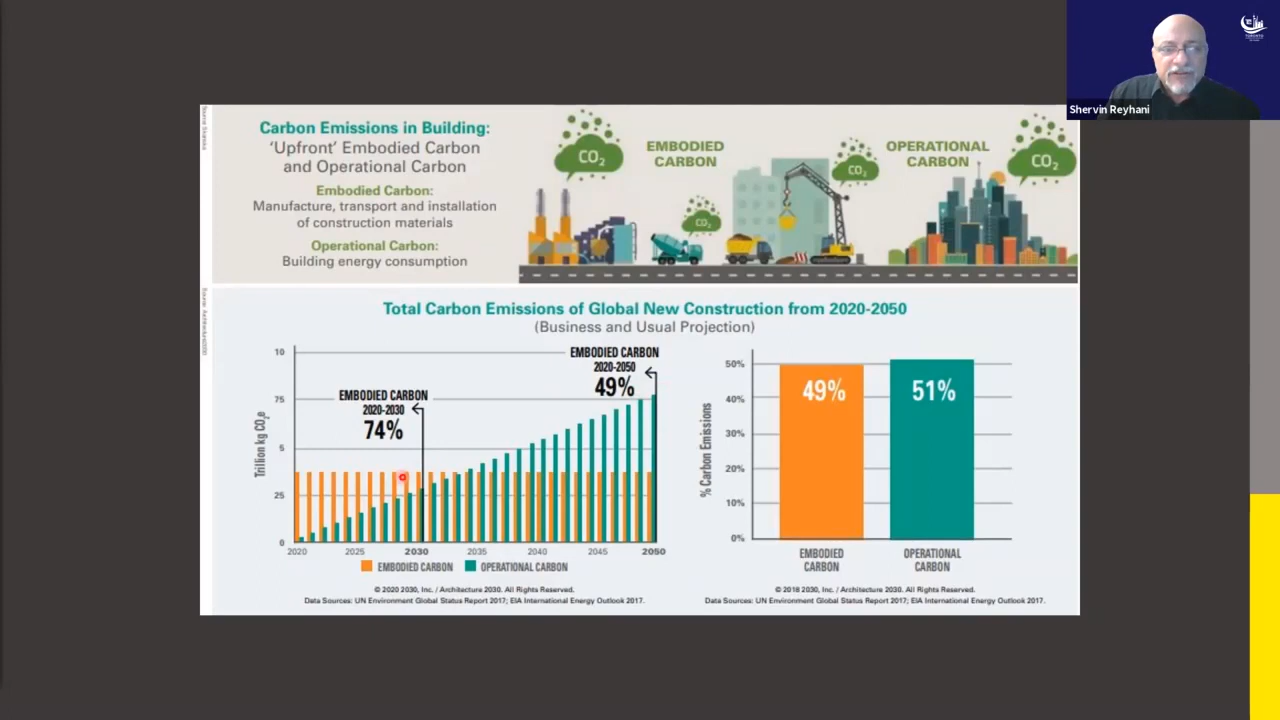 Shervin Reyhani
Source: Skanska
Carbon Emissions in Building:
‘Upfront’ Embodied Carbon
and Operational Carbon
Embodied Carbon:
Manufacture, transport and installation
of construction materials
Operational Carbon:
Building energy consumption
CO2
EMBODIED
CARBON
CO2
CO2
OPERATIONAL
CARBON
CO2
Source: Architecture2030
Total Carbon Emissions of Global New Construction from 2020-2050
(Business and Usual Projection)
Trillion kg CO2e
10
75
5
25
0
EMBODIED CARBON
2020-2030
74%
EMBODIED CARBON
2020-2050
49%
2020 2025 2030 2035 2040 2045 2050
EMBODIED CARBON OPERATIONAL CARBON
© 2020 2030, Inc. / Architecture 2030. All Rights Reserved.
Data Sources: UN Environment Global Status Report 2017; EIA International Energy Outlook 2017.
% Carbon Emissions
50%
40%
30%
20%
10%
0%
49%
51%
EMBODIED
CARBON
OPERATIONAL
CARBON
© 2018 2030, Inc. / Architecture 2030. All Rights Reserved.
Data Sources: UN Environment Global Status Report 2017; EIA International Energy Outlook 2017.